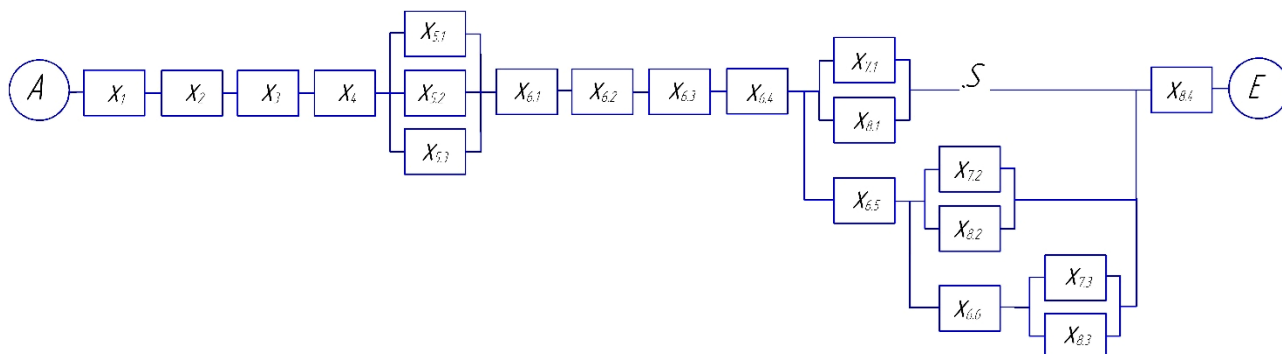 A X₁ X₂ X₃ X₄ X₅.₁ X₅.₂ X₅.₃ X₆.₁ X₆.₂ X₆.₃ X₆.₄ X₇.₁ X₈.₁ .S X₈.₄ E
X₆.₅ X₇.₂ X₈.₂
X₆.₆ X₇.₃ X₈.₃